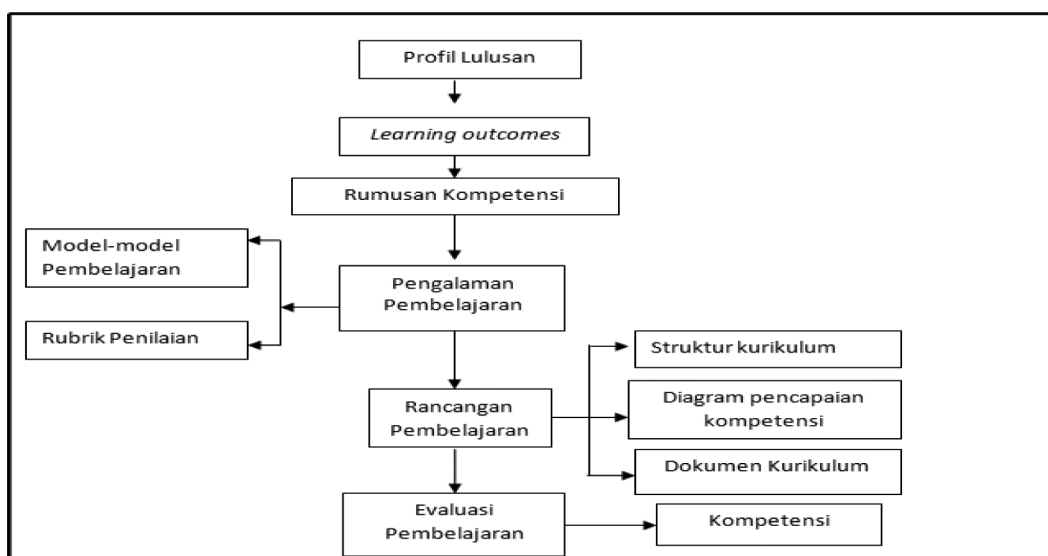 Profil Lulusan
Learning outcomes
Rumusan Kompetensi
Model-model
Pembelajaran
Pengalaman
Pembelajaran
Rubrik Penilaian
Struktur kurikulum
Rancangan
Pembelajaran
Diagram pencapaian
kompetensi
Dokumen Kurikulum
Evaluasi
Pembelajaran
Kompetensi